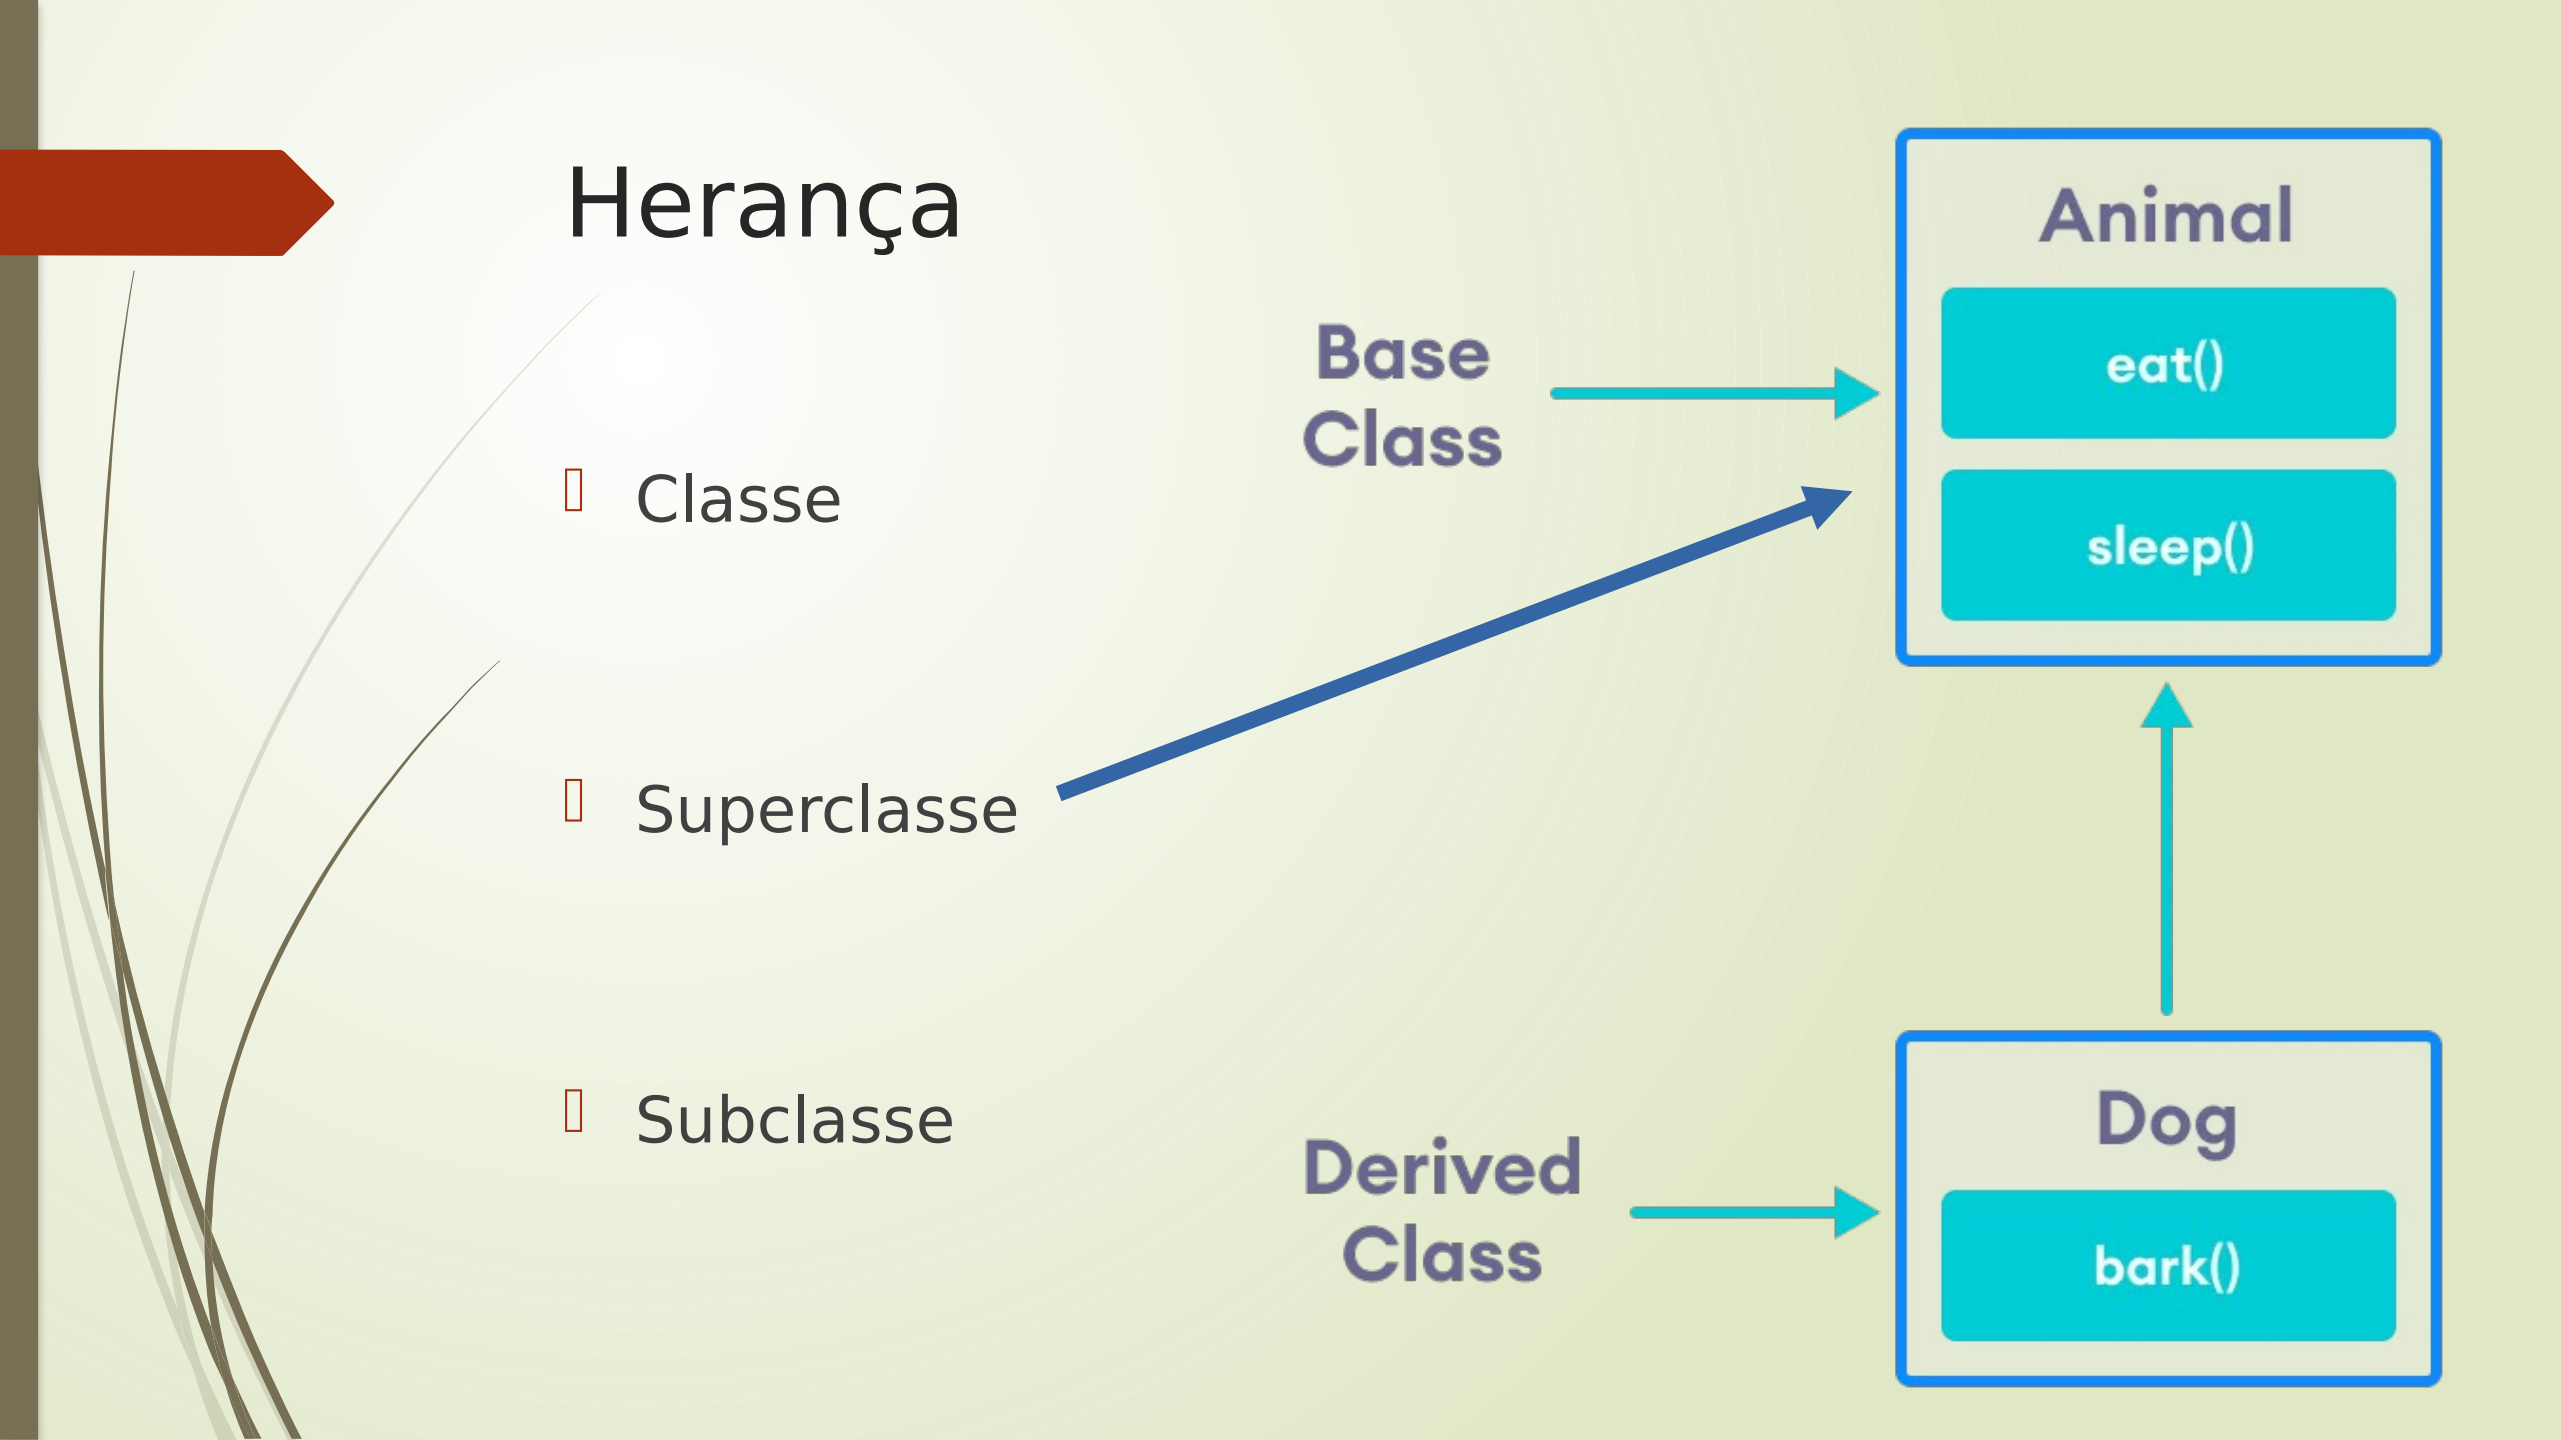 Herança
Classe
Superclasse
Subclasse
Base
Class
Animal
eat()
sleep()
Derived
Class
Dog
bark()